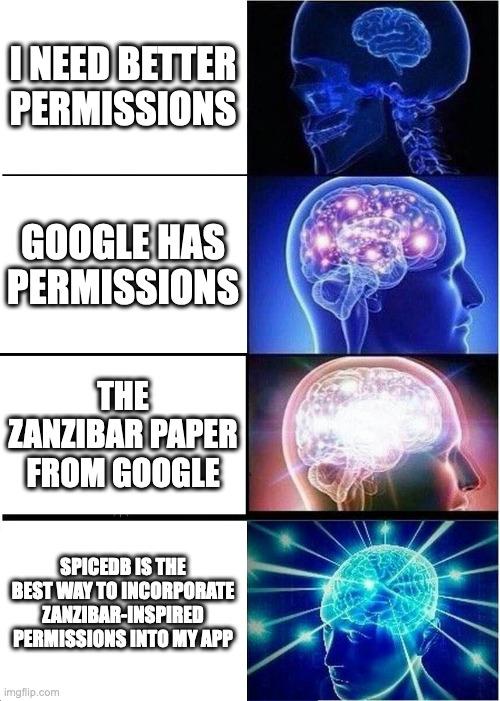 I NEED BETTER
PERMISSIONS
GOOGLE HAS
PERMISSIONS
THE
ZANZIBAR PAPER
FROM GOOGLE
SPICEDB IS THE
BEST WAY TO INCORPORATE
ZANZIBAR-INSPIRED
PERMISSIONS INTO MY APP
imgflip.com